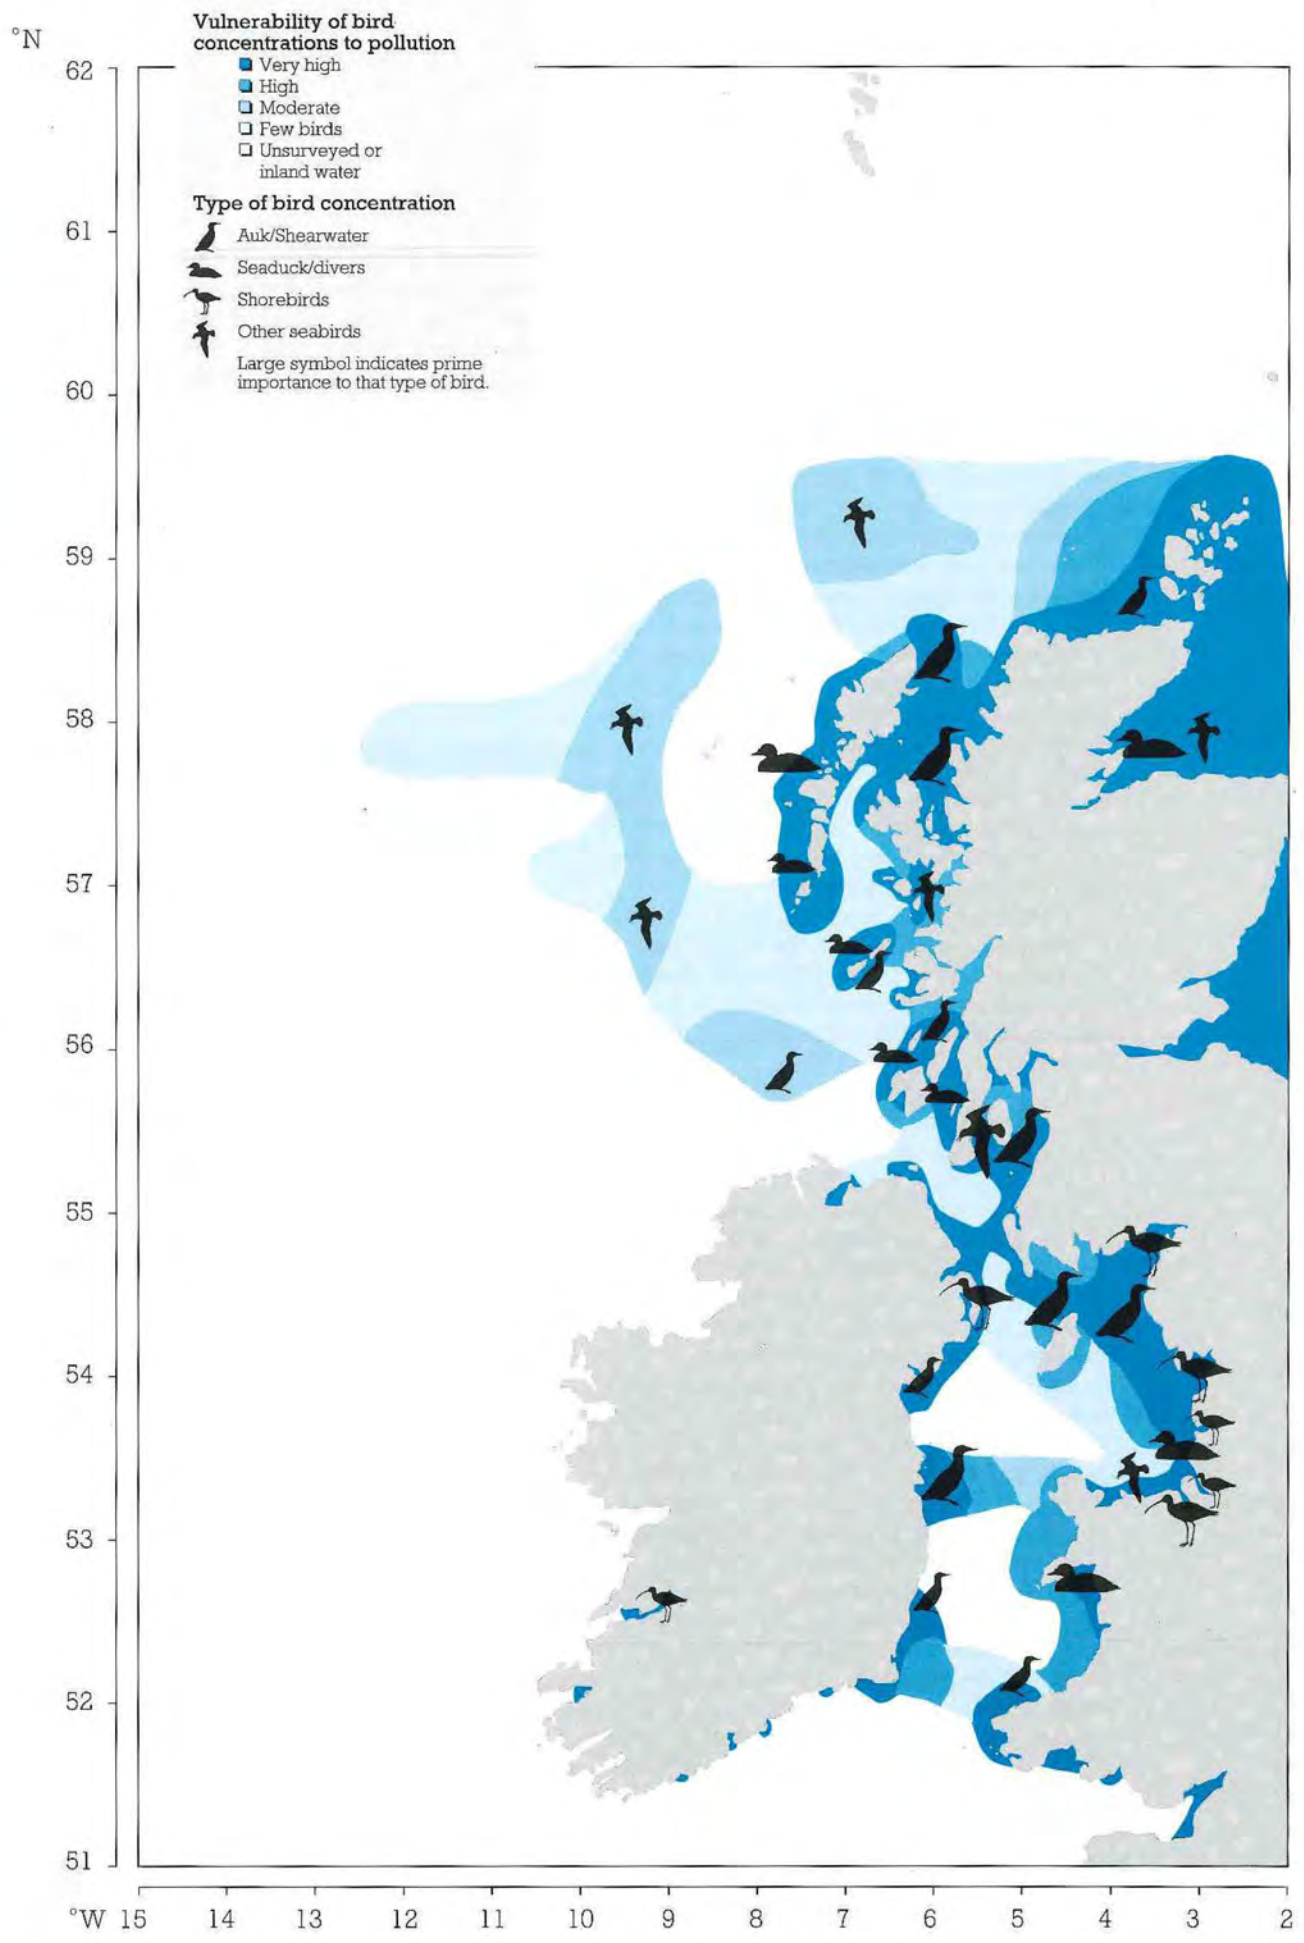 °N
Vulnerability of bird
concentrations to pollution
Very high
High
Moderate
Few birds
Unsurveyed or
inland water
Type of bird concentration
Auk/Shearwater
Seaduck/divers
Shorebirds
Other seabirds
Large symbol indicates prime
importance to that type of bird.
62
61
60
59
58
57
56
55
54
53
52
51
°W 15 14 13 12 11 10 9 8 7 6 5 4 3 2